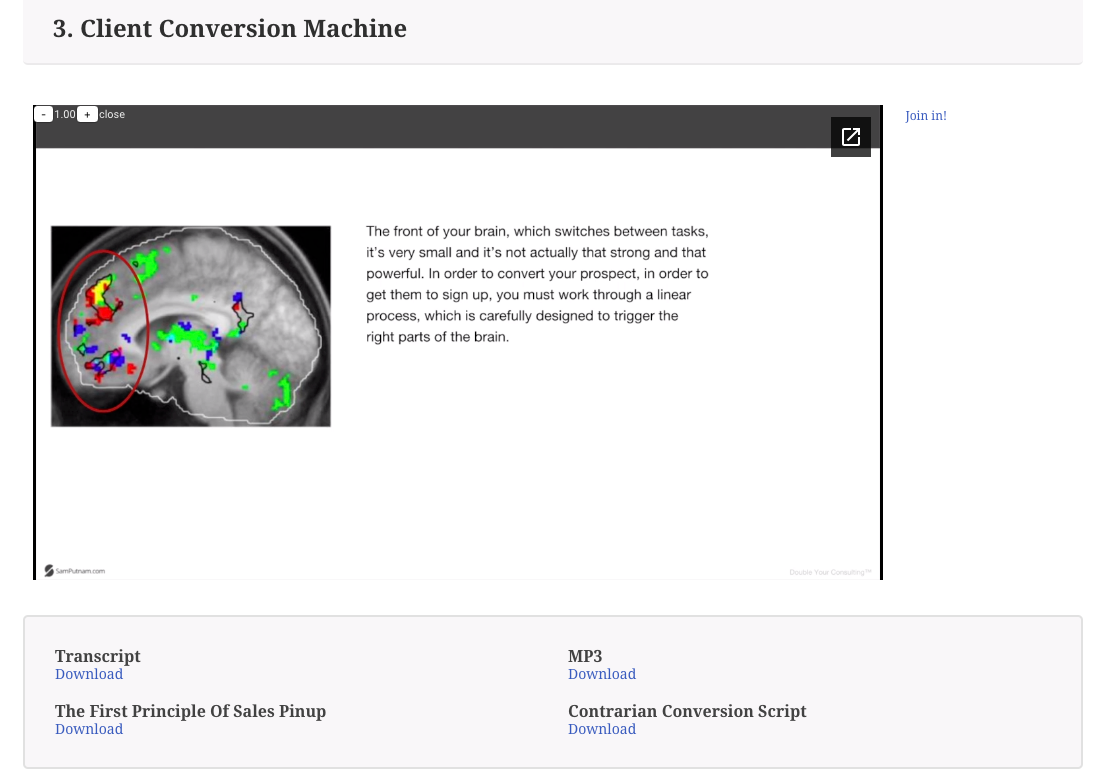 3. Client Conversion Machine
- 1.00 + close
Join in!
The front of your brain, which switches between tasks,
it's very small and it's not actually that strong and that
powerful. In order to convert your prospect, in order to
get them to sign up, you must work through a linear
process, which is carefully designed to trigger the
right parts of the brain.
SamPutnam.com
Double Your Consulting™
Transcript
Download
MP3
Download
The First Principle Of Sales Pinup
Download
Contrarian Conversion Script
Download